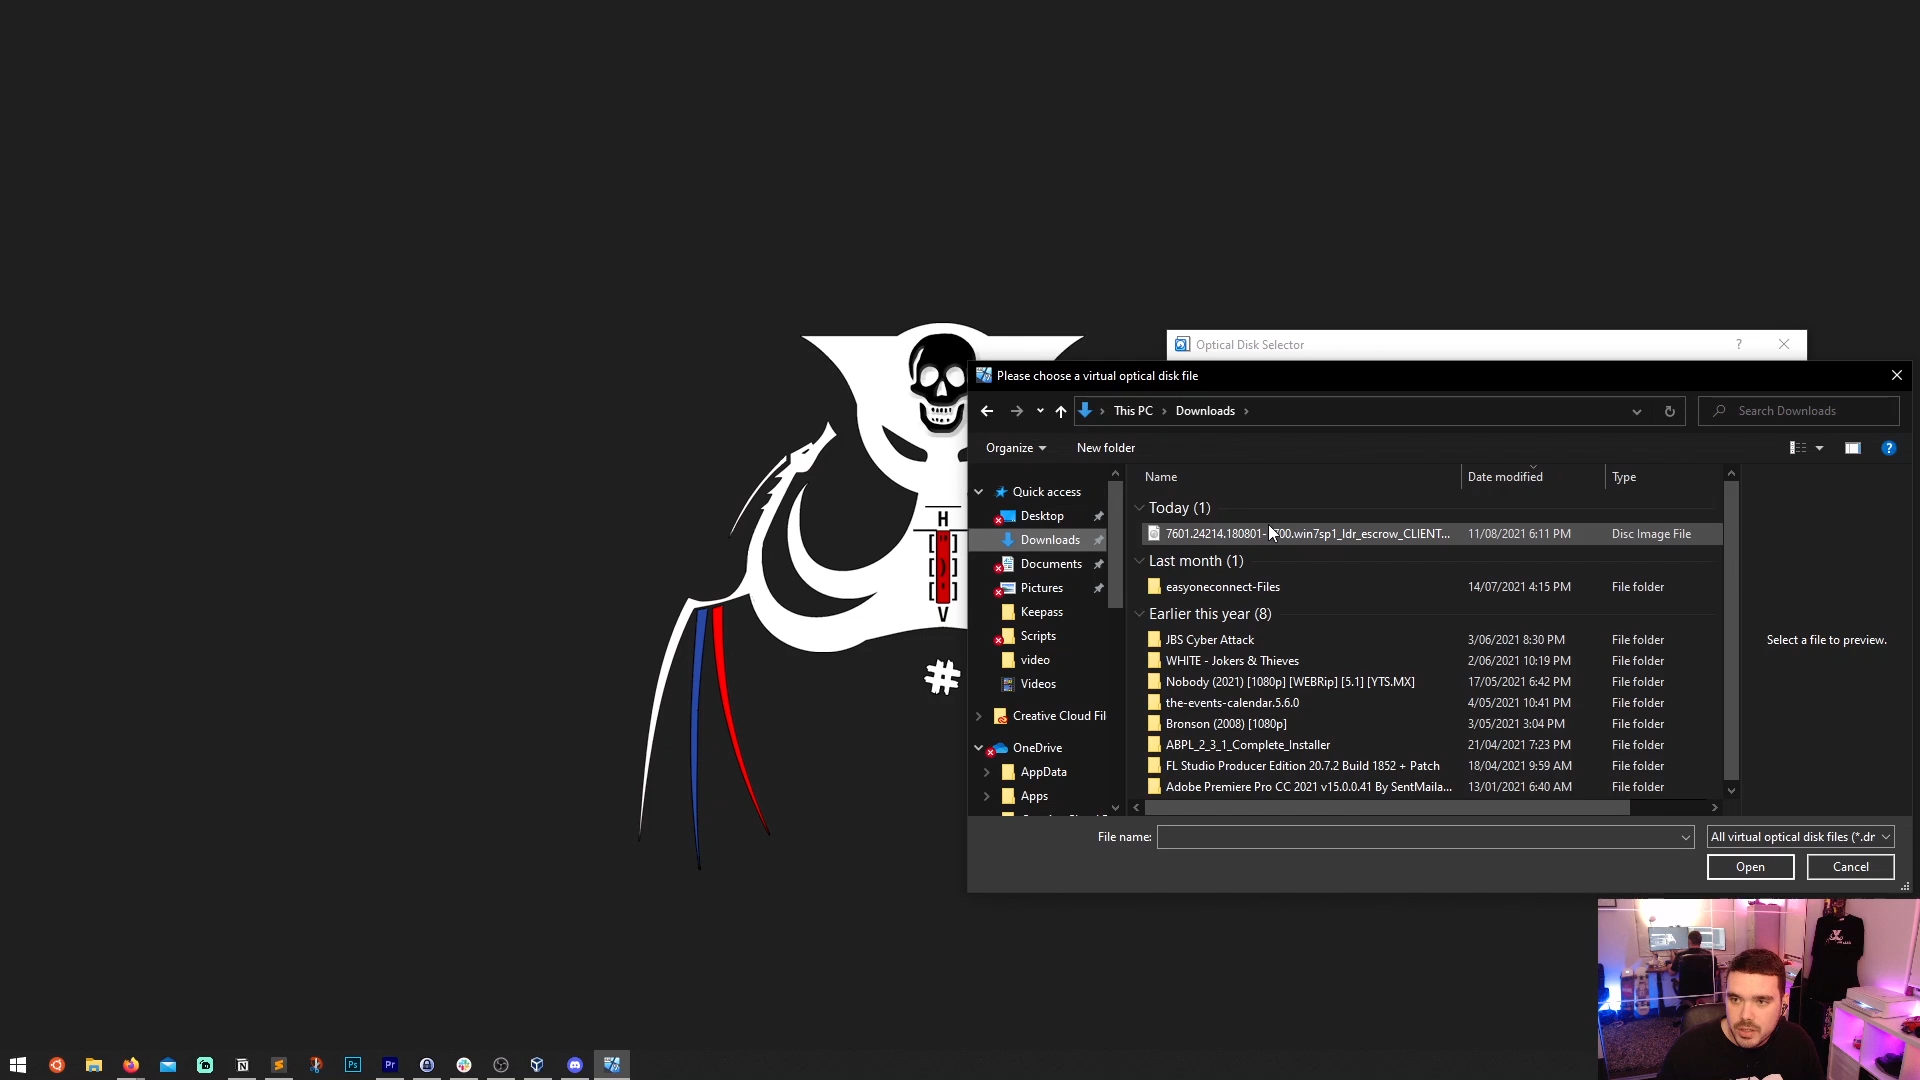 Optical Disk Selector
?
Please choose a virtual optical disk file
This PC
Downloads
Search Downloads
Organize
New folder
?
Name
Date modified
Type
Quick access
Desktop
Downloads
Documents
Pictures
Keepass
Scripts
video
Videos
Creative Cloud Fil
OneDrive
AppData
Apps
Today (1)
7601.24214.180801- 700.win7sp1_ldr_escrow_CLIENT... 11/08/2021 6:11 PM Disc Image File
Last month (1)
easyoneconnect-Files 14/07/2021 4:15 PM File folder
Earlier this year (8)
JBS Cyber Attack 3/06/2021 8:30 PM File folder
WHITE - Jokers & Thieves 2/06/2021 10:19 PM File folder
Nobody (2021) [1080p] [WEBRip] [5.1] [YTS.MX] 17/05/2021 6:42 PM File folder
the-events-calendar.5.6.0 4/05/2021 10:41 PM File folder
Bronson (2008) [1080p] 3/05/2021 3:04 PM File folder
ABPL_2_3_1_Complete_Installer 21/04/2021 7:23 PM File folder
FL Studio Producer Edition 20.7.2 Build 1852 + Patch 18/04/2021 9:59 AM File folder
Adobe Premiere Pro CC 2021 v15.0.0.41 By SentMaila... 13/01/2021 6:40 AM File folder
Select a file to preview.
File name:
All virtual optical disk files (*.dr
Open
Cancel
H
[ " ]
[ ) ]
[ ' ]
V
#
N
Ps
Pr